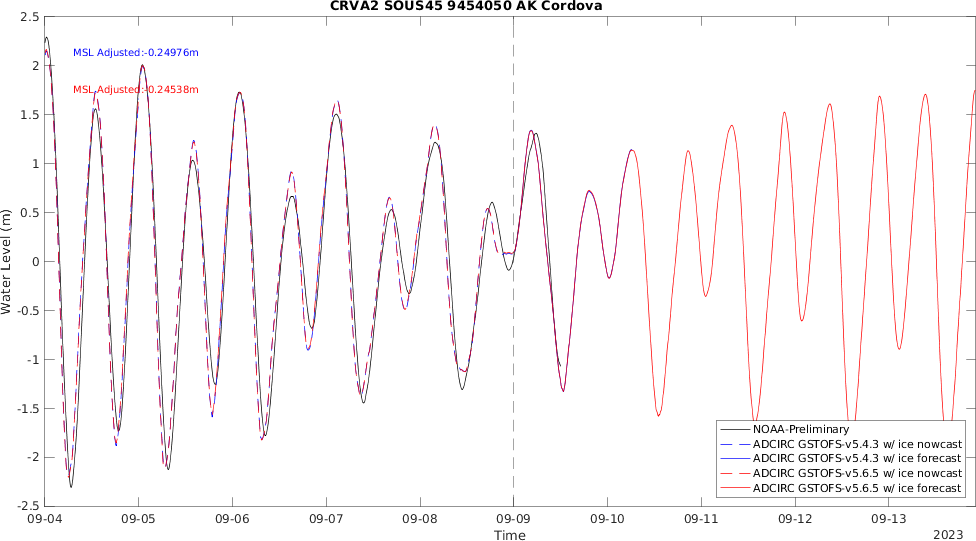 CRVA2 SOUS45 9454050 AK Cordova
2.5
2
1.5
1
0.5
0
-0.5
-1
-1.5
-2
-2.5
Water Level (m)
MSL Adjusted:-0.24976m
MSL Adjusted:-0.24538m
NOAA-Preliminary
ADCIRC GSTOFS-v5.4.3 w/ ice nowcast
ADCIRC GSTOFS-v5.4.3 w/ ice forecast
ADCIRC GSTOFS-v5.6.5 w/ ice nowcast
ADCIRC GSTOFS-v5.6.5 w/ ice forecast
09-04 09-05 09-06 09-07 09-08 09-09 09-10 09-11 09-12 09-13
Time
2023